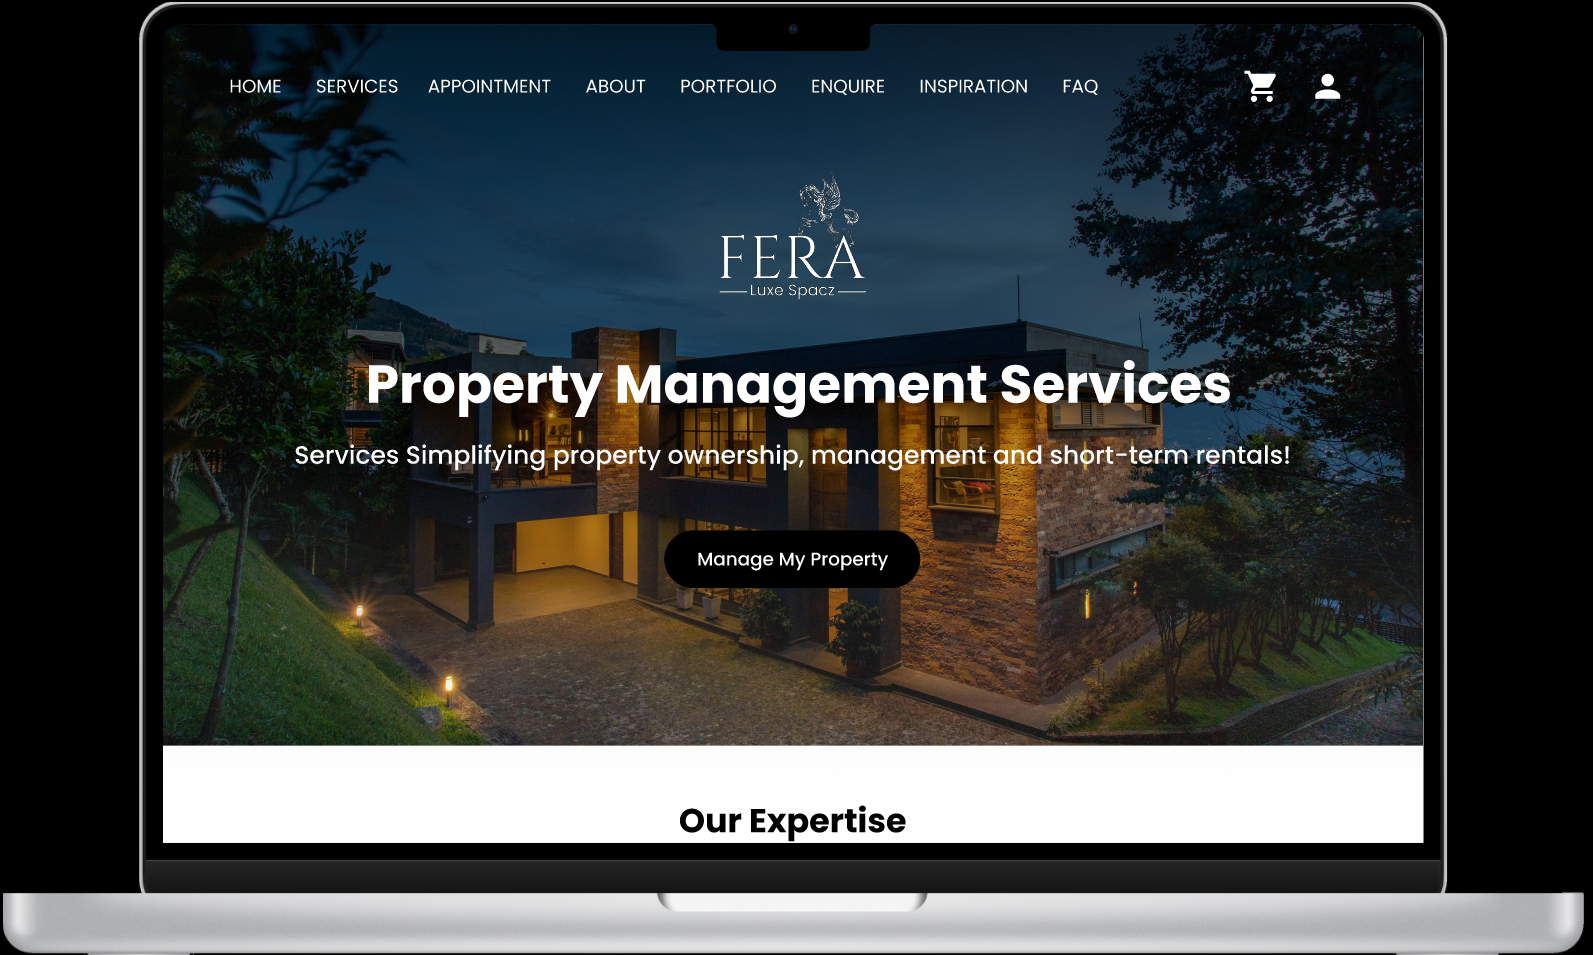 HOME SERVICES APPOINTMENT ABOUT PORTFOLIO ENQUIRE INSPIRATION FAQ
FERA
Luxe Spacz
Property Management Services
Services Simplifying property ownership, management and short-term rentals!
Manage My Property
Our Expertise